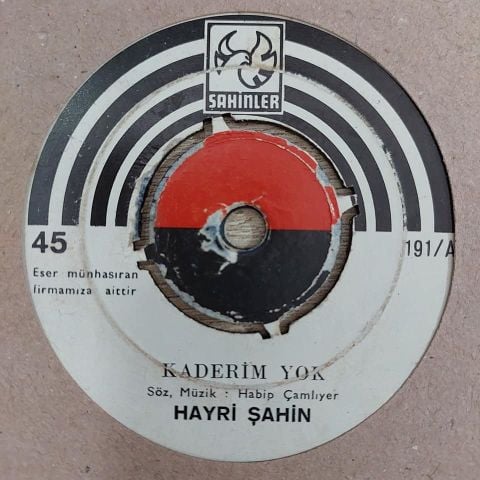 ŞAHİNLER
45
191/A
Eser münhasıran
firmamıza aittir
KADERİM YOK
Söz, Müzik : Habip Çamlıyer
HAYRİ ŞAHİN